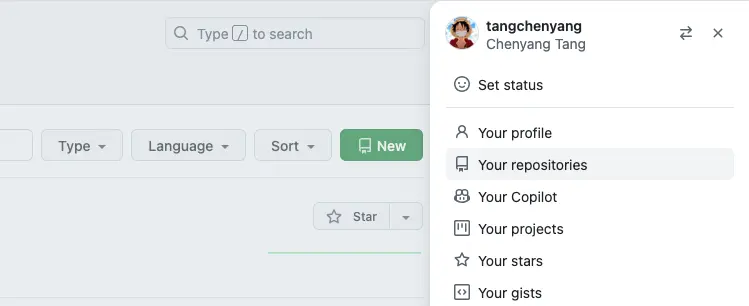 Type / to search
Type
Language
Sort
New
Star
tangchenyang
Chenyang Tang
Set status
Your profile
Your repositories
Your Copilot
Your projects
Your stars
Your gists